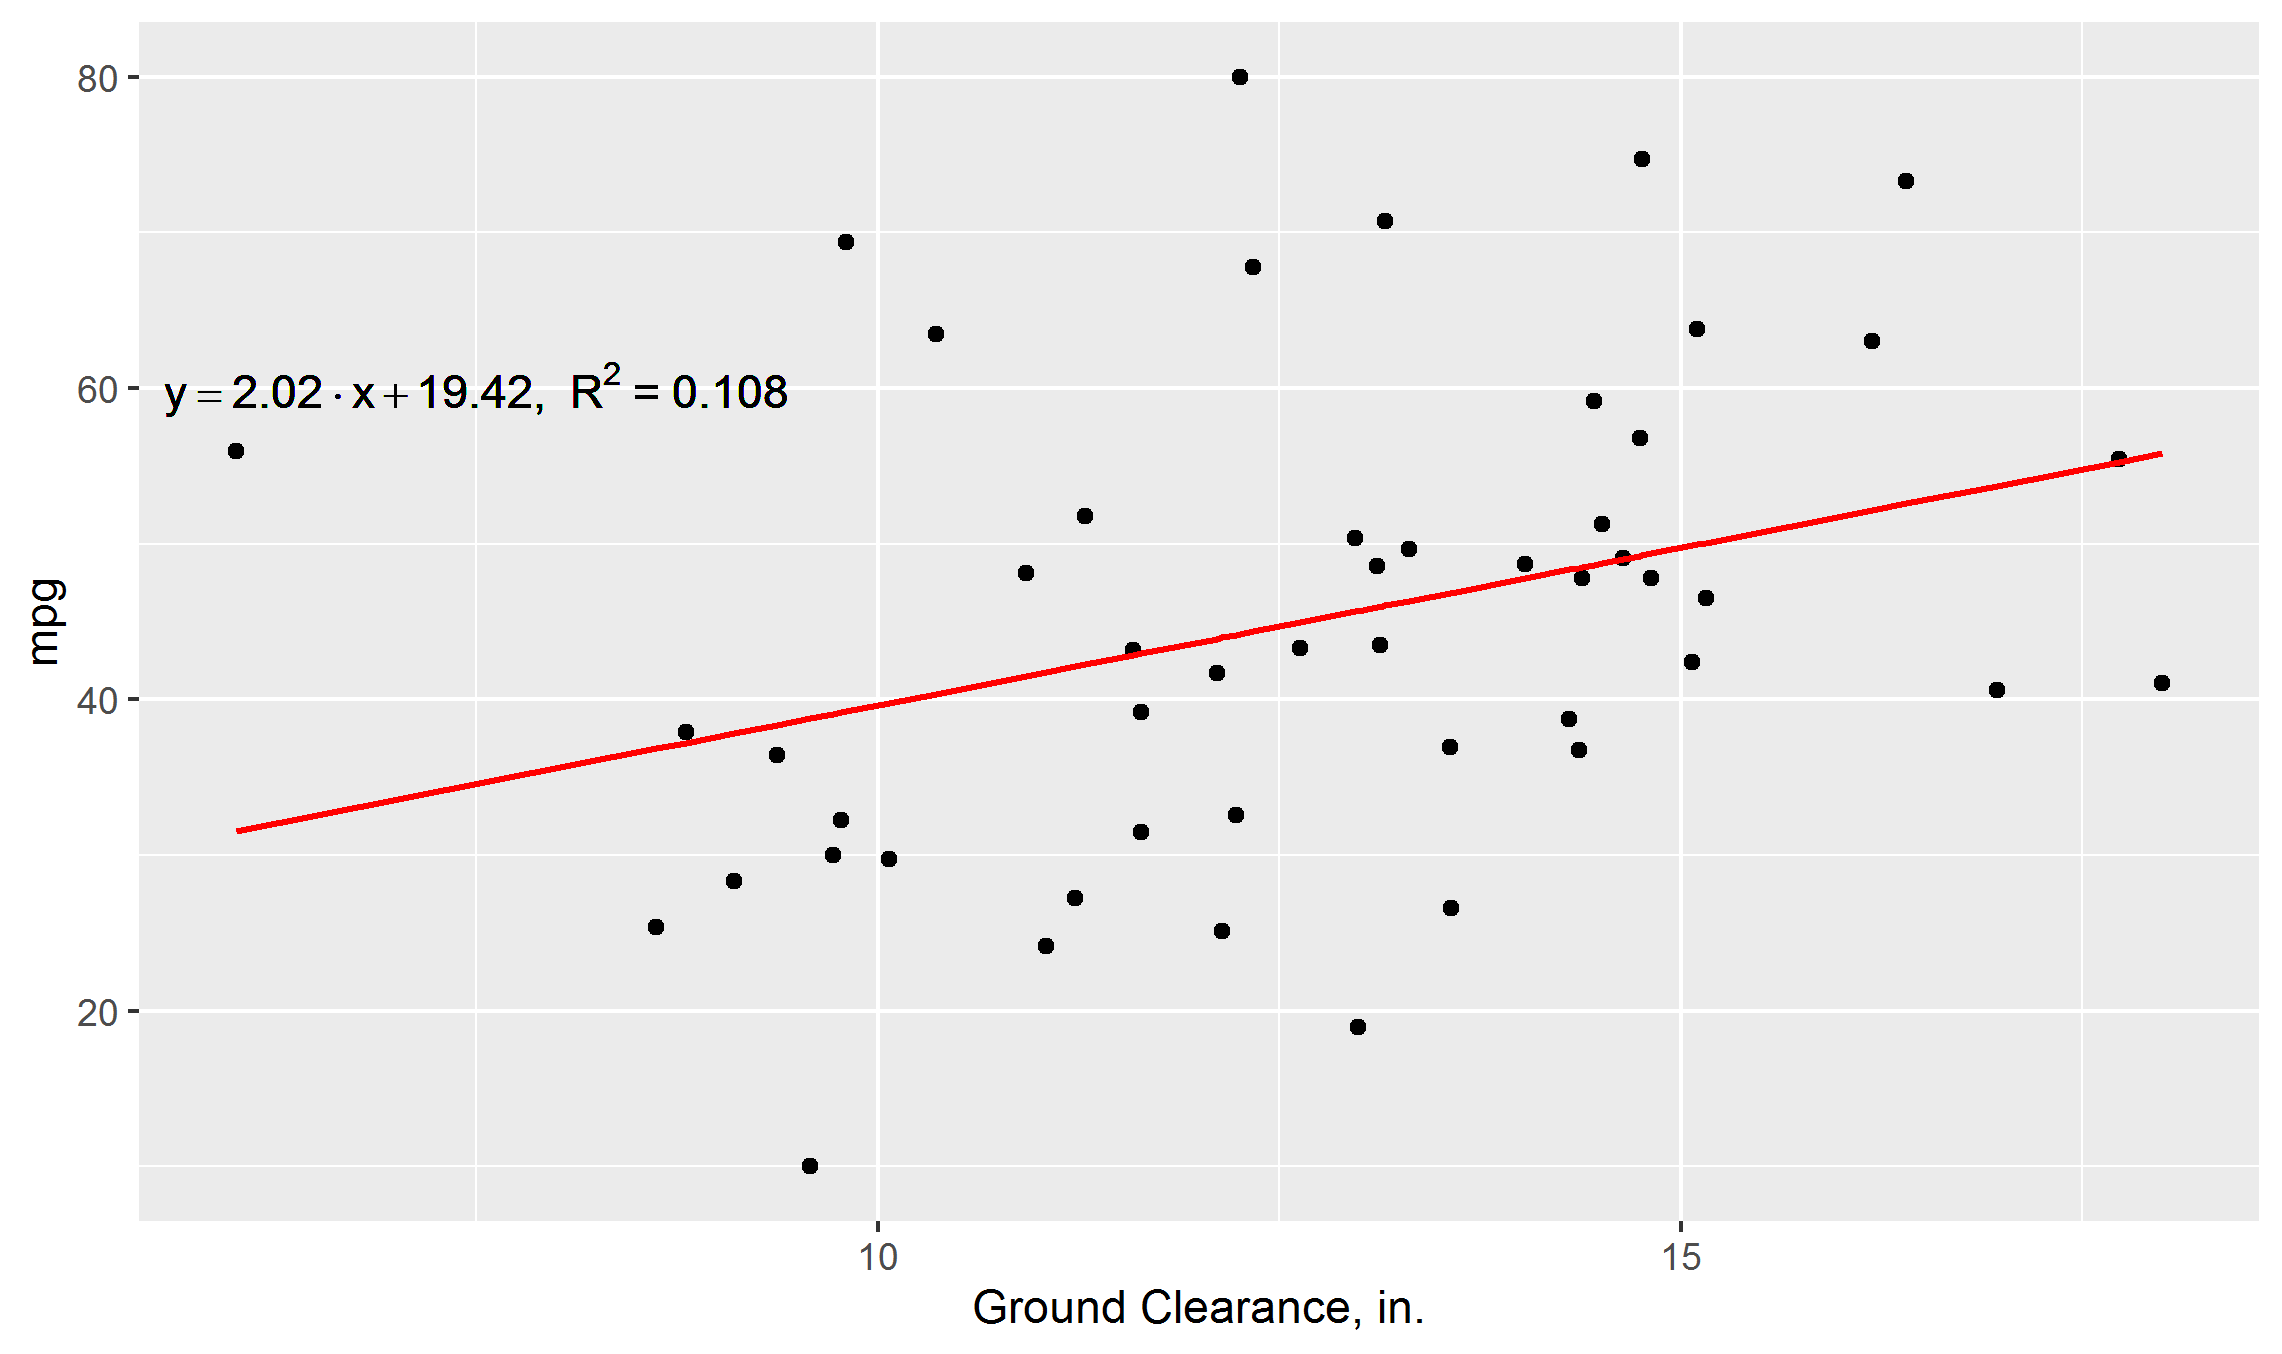 80
60
40
20
mpg
y = 2.02 · x + 19.42, R² = 0.108
10 15
Ground Clearance, in.